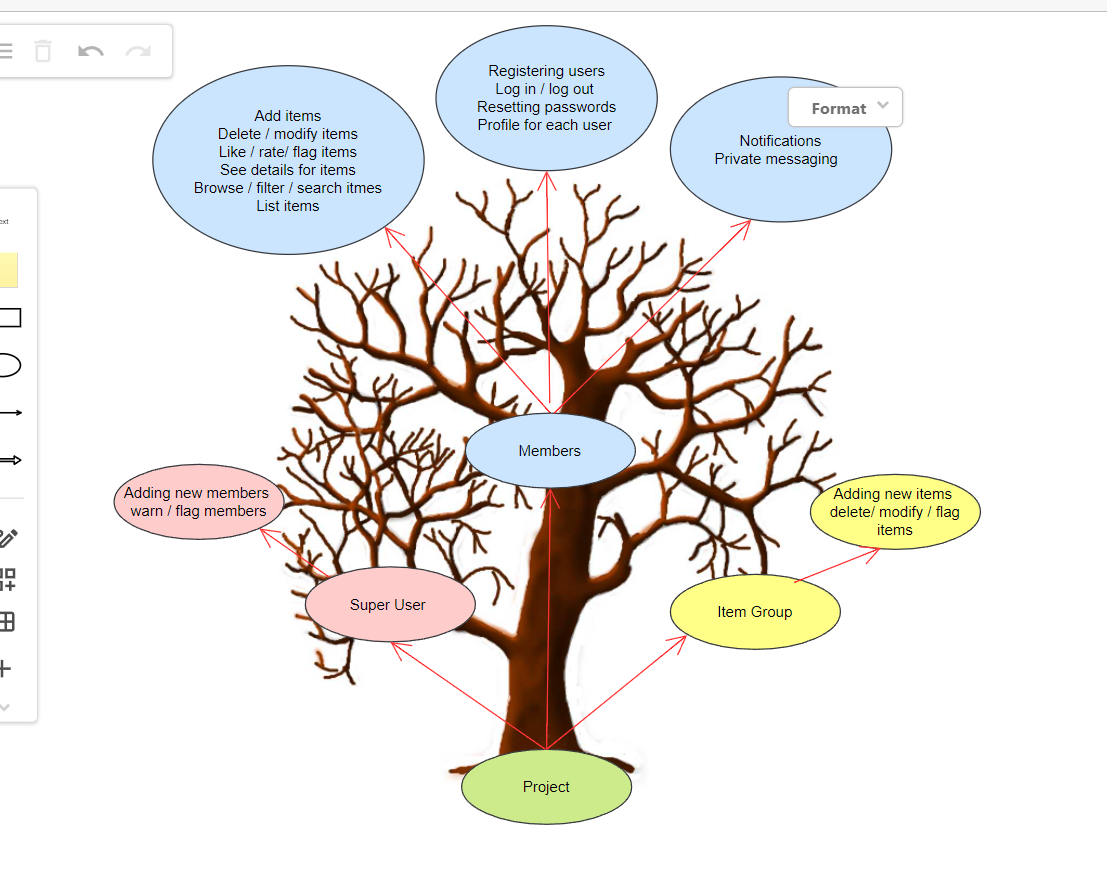 Registering users
Log in / log out
Resetting passwords
Profile for each user
Format
Add items
Delete / modify items
Like / rate/ flag items
See details for items
Browse / filter / search itmes
List items
Notifications
Private messaging
ext
Members
Adding new members
warn / flag members
Adding new items
delete/ modify / flag
items
Super User
Item Group
Project